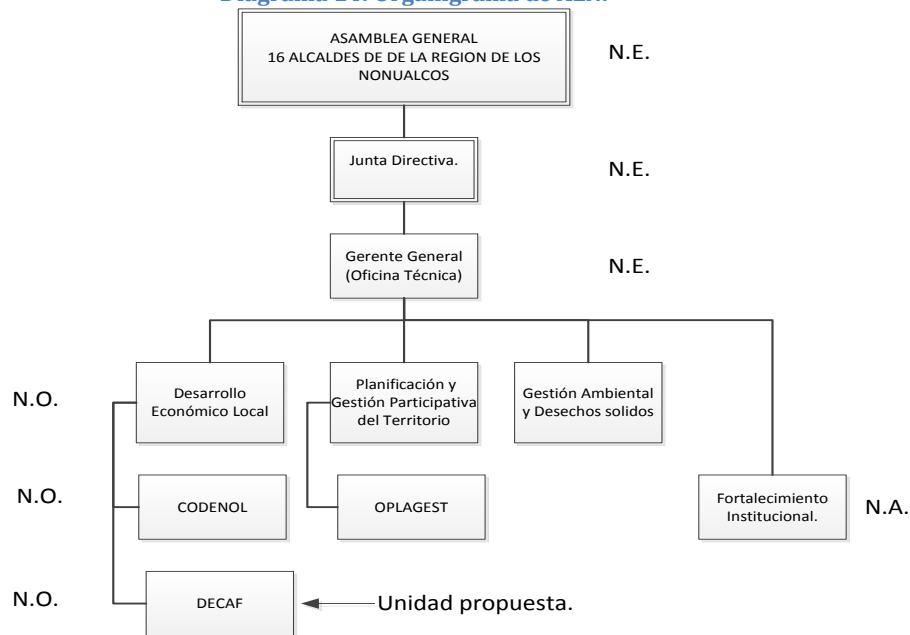 ASAMBLEA GENERAL
16 ALCALDES DE DE LA REGION DE LOS
NONUALCOS
N.E.
Junta Directiva.
N.E.
Gerente General
(Oficina Técnica)
N.E.
N.O.
Desarrollo
Económico Local
Planificación y
Gestión Participativa
del Territorio
Gestión Ambiental
y Desechos solidos
N.O.
CODENOL
OPLAGEST
Fortalecimiento
Institucional.
N.A.
N.O.
DECAF
Unidad propuesta.